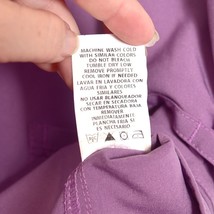 MACHINE WASH COLD
WITH SIMILAR COLORS
DO NOT BLEACH
TUMBLE DRY LOW
REMOVE PROMPTLY
COOL IRON IF NEEDED
LAVAR A LAVADORA CON
AGUA FRIA Y COLORES
SIMILARES
NO USAR BLANQUEADOR
SECAR EN SECADORA
CON TEMPERATURA BAJA
REMOVER
INMEDIATAMENTE
PLANCHA FRIA SI
ES NECISARIO